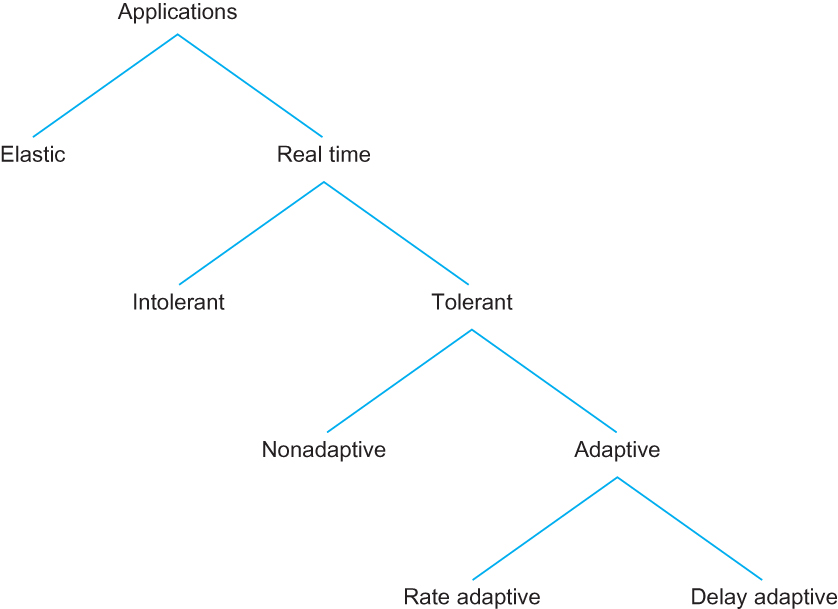 Applications
Elastic
Real time
Intolerant
Tolerant
Nonadaptive
Adaptive
Rate adaptive
Delay adaptive